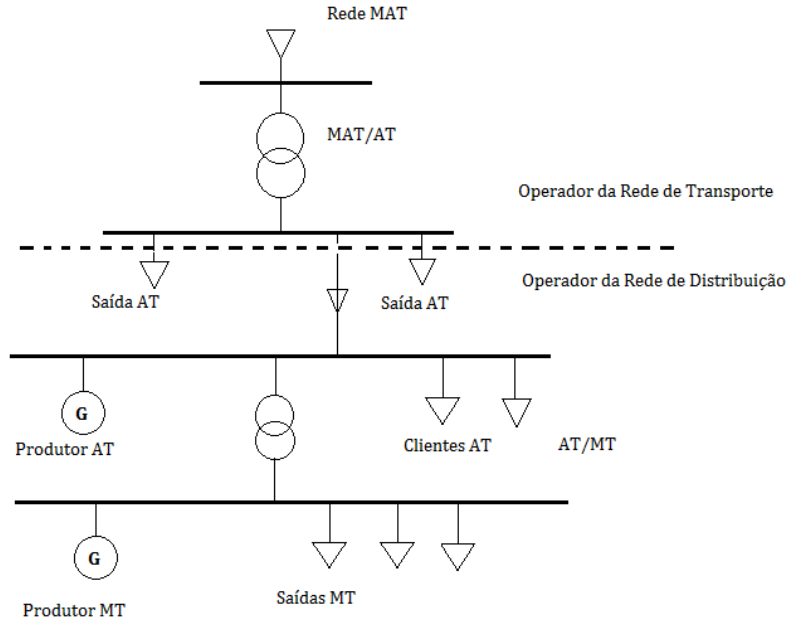 Rede MAT
MAT/AT
Operador da Rede de Transporte
Operador da Rede de Distribuição
Saída AT
Saída AT
G
Produtor AT
Clientes AT
AT/MT
G
Saídas MT
Produtor MT